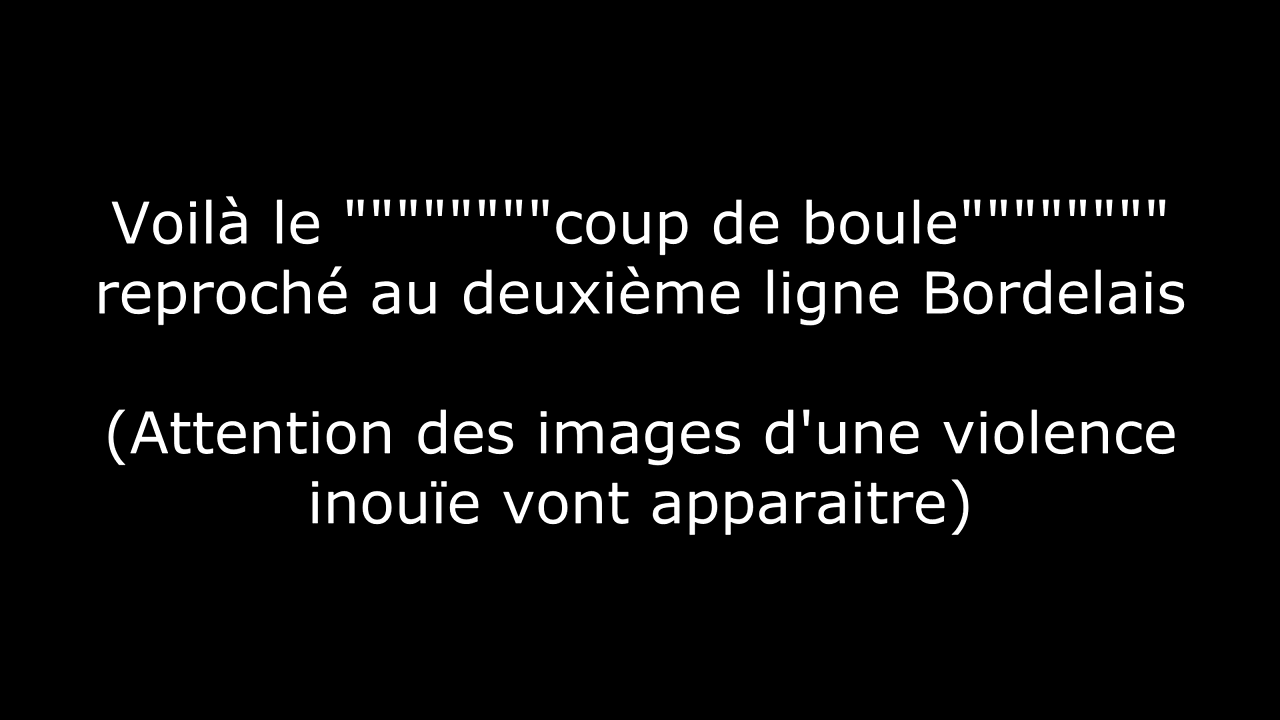 Voilà le """"""""coup de boule""""""""
reproché au deuxième ligne Bordelais
(Attention des images d'une violence
inouïe vont apparaitre)